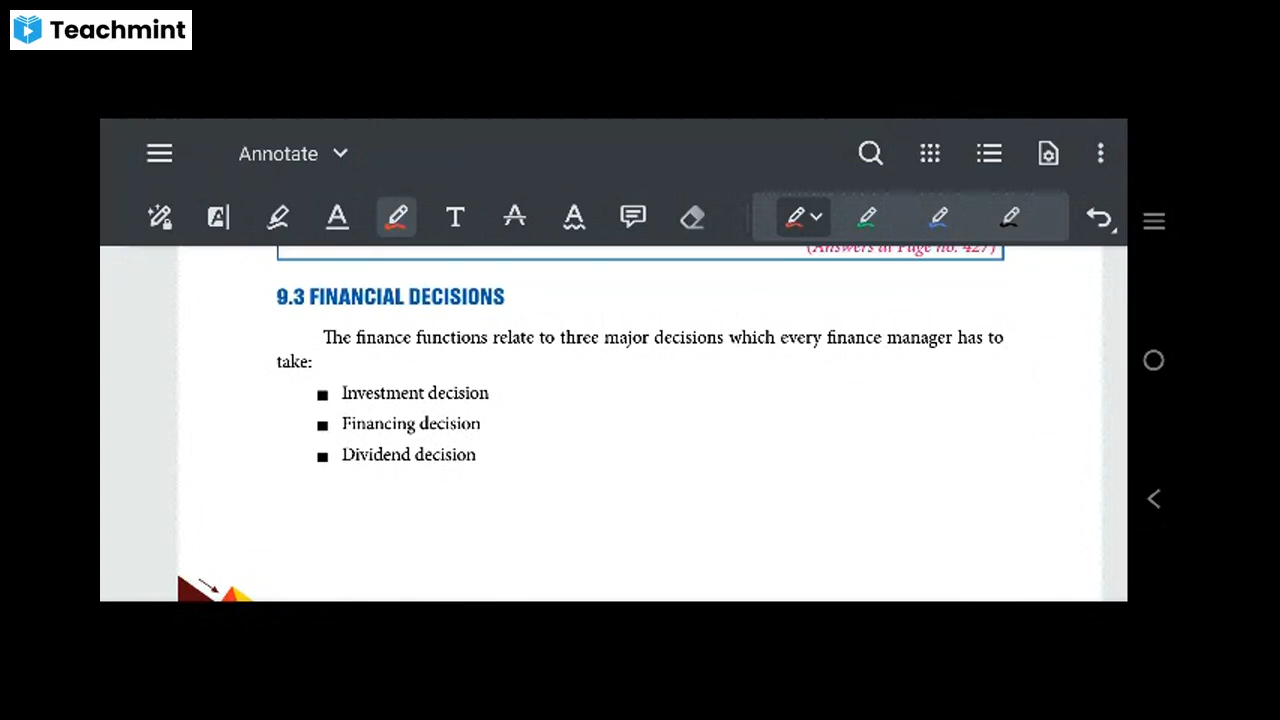 Teachmint
Annotate
(Answers at Page no. 427)
9.3 FINANCIAL DECISIONS
The finance functions relate to three major decisions which every finance manager has to
take:
■ Investment decision
■ Financing decision
■ Dividend decision